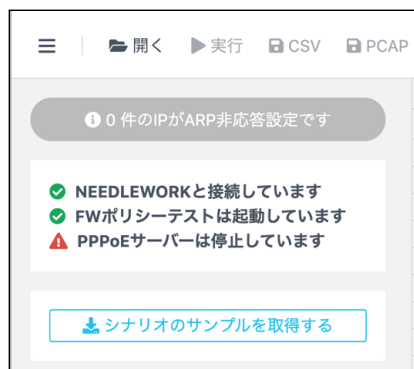 開く 実行 CSV PCAP
0 件のIPがARP非応答設定です
NEEDLEWORKと接続しています
FWポリシーテストは起動しています
PPPoEサーバーは停止しています
シナリオのサンプルを取得する